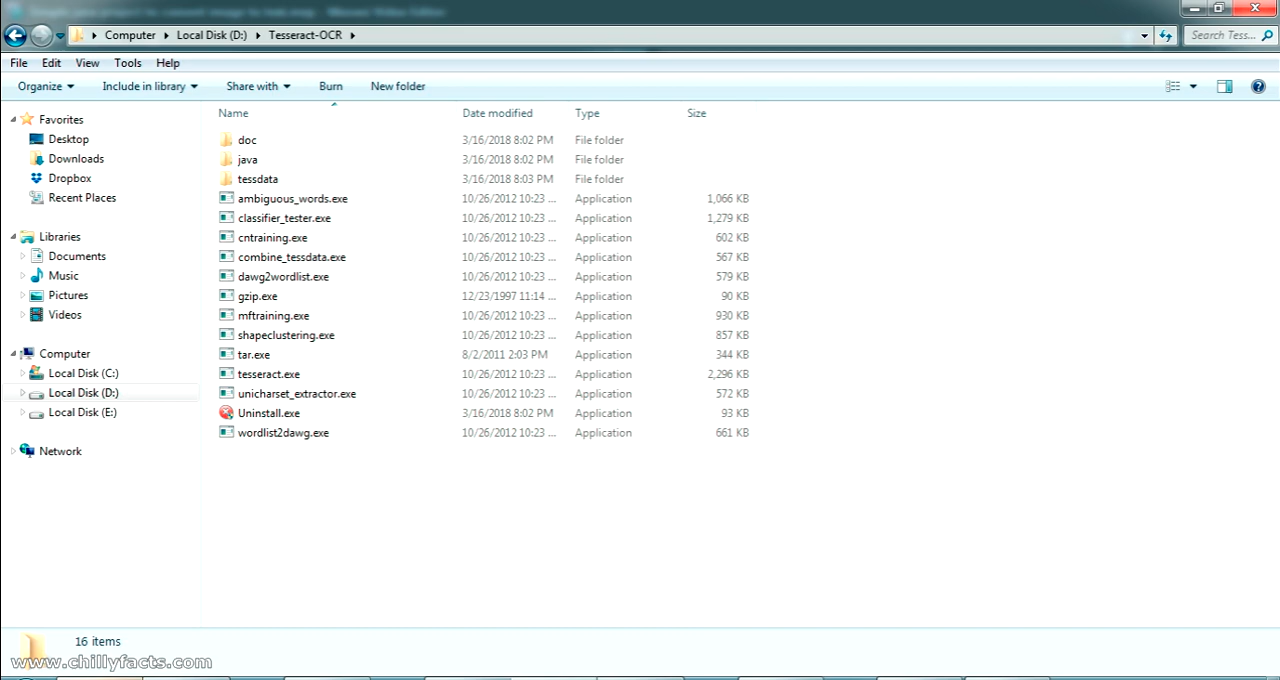 Computer Local Disk (D:) Tesseract-OCR Search Tess...
File Edit View Tools Help
Organize Include in library Share with Burn New folder
Name Date modified Type Size
Favorites
Desktop
Downloads
Dropbox
Recent Places
Libraries
Documents
Music
Pictures
Videos
Computer
Local Disk (C:)
Local Disk (D:)
Local Disk (E:)
Network
doc 3/16/2018 8:02 PM File folder
java 3/16/2018 8:02 PM File folder
tessdata 3/16/2018 8:03 PM File folder
ambiguous_words.exe 10/26/2012 10:23 ... Application 1,066 KB
classifier_tester.exe 10/26/2012 10:23 ... Application 1,279 KB
cntraining.exe 10/26/2012 10:23 ... Application 602 KB
combine_tessdata.exe 10/26/2012 10:23 ... Application 567 KB
dawg2wordlist.exe 10/26/2012 10:23 ... Application 579 KB
gzip.exe 12/23/1997 11:14 ... Application 90 KB
mftraining.exe 10/26/2012 10:23 ... Application 930 KB
shapeclustering.exe 10/26/2012 10:23 ... Application 857 KB
tar.exe 8/2/2011 2:03 PM Application 344 KB
tesseract.exe 10/26/2012 10:23 ... Application 2,296 KB
unicharset_extractor.exe 10/26/2012 10:23 ... Application 572 KB
Uninstall.exe 3/16/2018 8:02 PM Application 93 KB
wordlist2dawg.exe 10/26/2012 10:23 ... Application 661 KB
16 items
www.chillyfacts.com